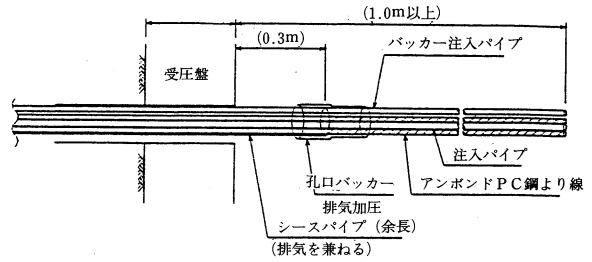 (1.0m以上)
(0.3m)
バッカー注入パイプ
受圧盤
注入パイプ
孔口バッカー
アンボンドPC鋼より線
排気加圧
シースパイプ(余長)
(排気を兼ねる)